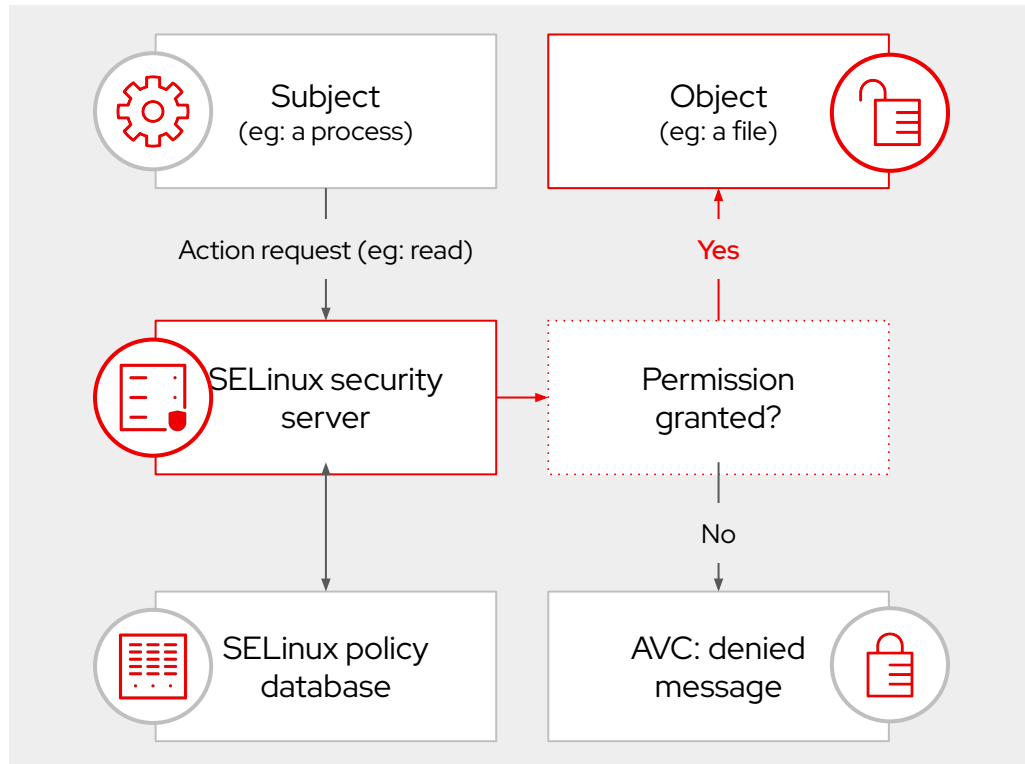 Subject
(eg: a process)
Object
(eg: a file)
Action request (eg: read)
Yes
SELinux security
server
Permission
granted?
No
SELinux policy
database
AVC: denied
message